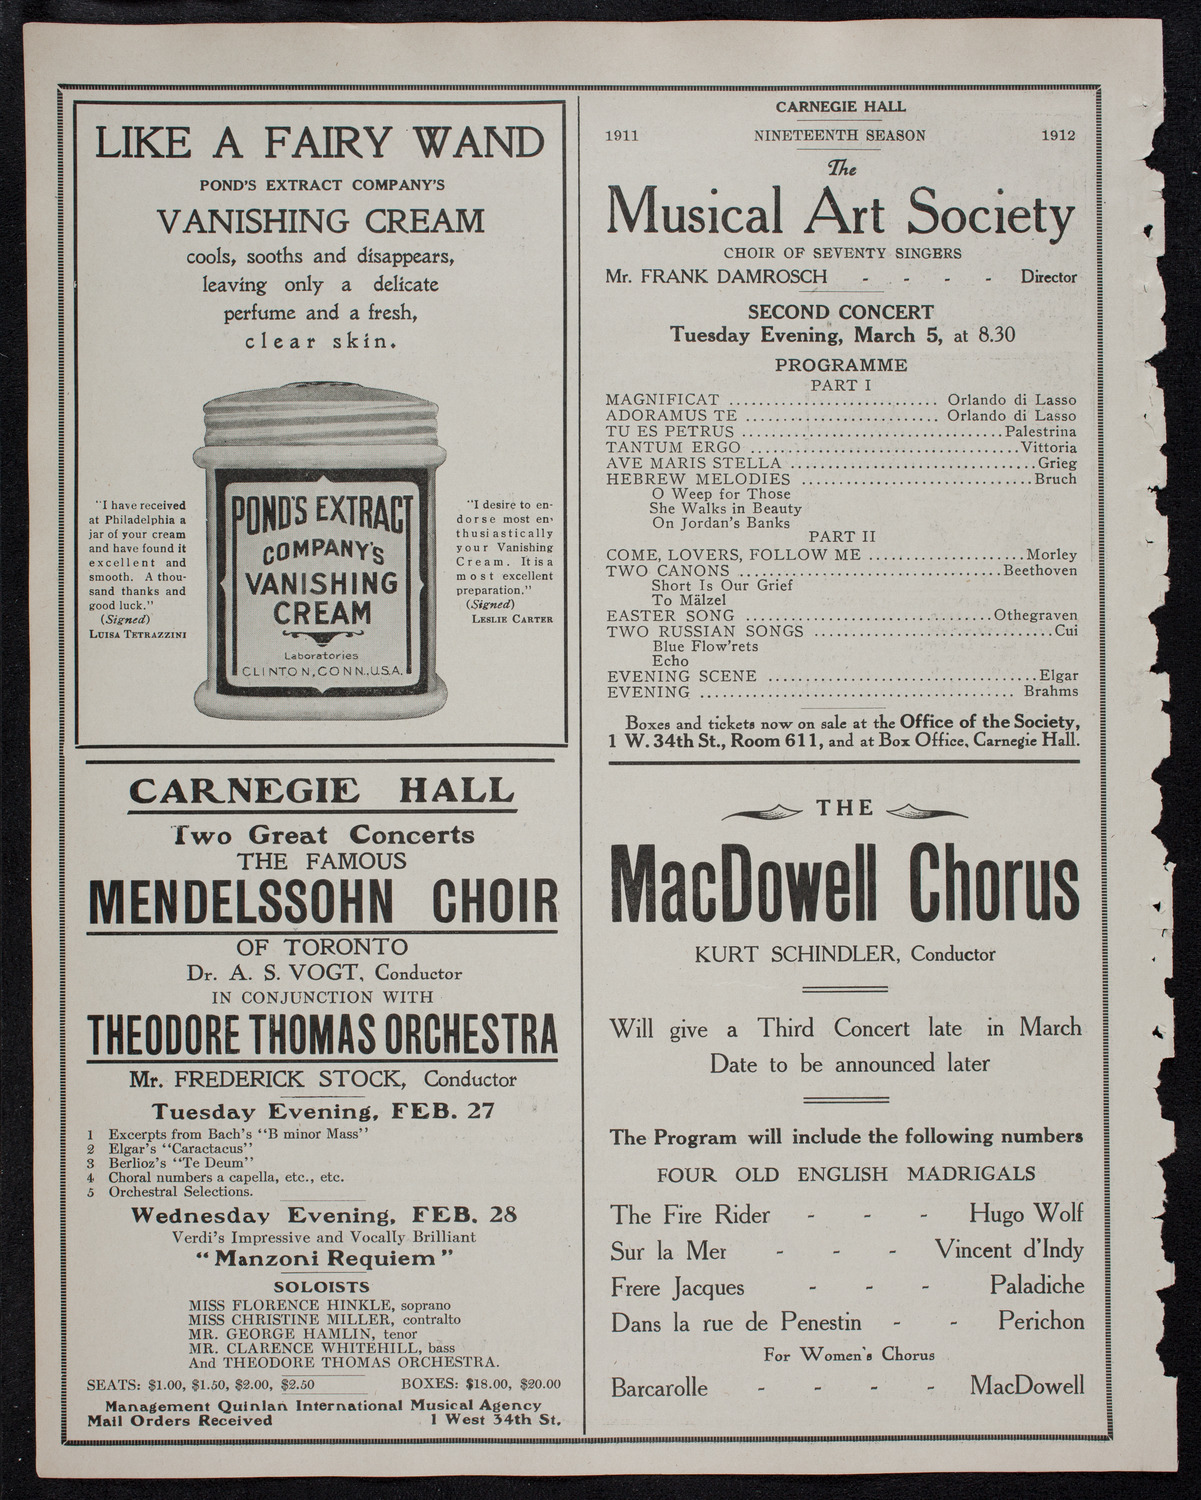 LIKE A FAIRY WAND
POND'S EXTRACT COMPANY'S
VANISHING CREAM
cools, sooths and disappears,
leaving only a delicate
perfume and a fresh,
clear skin.
"I have received
at Philadelphia a
jar of your cream
and have found it
excellent and
smooth. A thou-
sand thanks and
good luck."
(Signed)
LUISA TETRAZZINI
POND'S EXTRACT
COMPANY'S
VANISHING
CREAM
Laboratories
CLINTON, CONN., U.S.A.
"I desire to en-
dorse most en-
thusiastically
your Vanishing
Cream. It is a
most excellent
preparation."
(Signed)
LESLIE CARTER
CARNEGIE HALL
Two Great Concerts
THE FAMOUS
MENDELSSOHN CHOIR
OF TORONTO
Dr. A. S. VOGT, Conductor
IN CONJUNCTION WITH
THEODORE THOMAS ORCHESTRA
Mr. FREDERICK STOCK, Conductor
Tuesday Evening, FEB. 27
1 Excerpts from Bach's "B minor Mass"
2 Elgar's "Caractacus"
3 Berlioz's "Te Deum"
4 Choral numbers a capella, etc., etc.
5 Orchestral Selections.
Wednesday Evening, FEB. 28
Verdi's Impressive and Vocally Brilliant
"Manzoni Requiem"
SOLOISTS
MISS FLORENCE HINKLE, soprano
MISS CHRISTINE MILLER, contralto
MR. GEORGE HAMLIN, tenor
MR. CLARENCE WHITEHILL, bass
And THEODORE THOMAS ORCHESTRA.
SEATS: $1.00, $1.50, $2.00, $2.50 BOXES: $18.00, $20.00
Management Quinlan International Musical Agency
Mail Orders Received 1 West 34th St.
CARNEGIE HALL
1911 NINETEENTH SEASON 1912
The
Musical Art Society
CHOIR OF SEVENTY SINGERS
Mr. FRANK DAMROSCH - - - - Director
SECOND CONCERT
Tuesday Evening, March 5, at 8.30
PROGRAMME
PART I
MAGNIFICAT .......................... Orlando di Lasso
ADORAMUS TE ........................ Orlando di Lasso
TU ES PETRUS .................................Palestrina
TANTUM ERGO ..................................Vittoria
AVE MARIS STELLA ...............................Grieg
HEBREW MELODIES .............................Bruch
O Weep for Those
She Walks in Beauty
On Jordan's Banks
PART II
COME, LOVERS, FOLLOW ME ....................Morley
TWO CANONS .................................Beethoven
Short Is Our Grief
To Mälzel
EASTER SONG ...............................Othegraven
TWO RUSSIAN SONGS ..............................Cui
Blue Flow'rets
Echo
EVENING SCENE ..................................Elgar
EVENING ....................................... Brahms
Boxes and tickets now on sale at the Office of the Society,
1 W. 34th St., Room 611, and at Box Office, Carnegie Hall.
THE
MacDowell Chorus
KURT SCHINDLER, Conductor
Will give a Third Concert late in March
Date to be announced later
The Program will include the following numbers
FOUR OLD ENGLISH MADRIGALS
The Fire Rider - - - Hugo Wolf
Sur la Mer - - - Vincent d'Indy
Frere Jacques - - - Paladiche
Dans la rue de Penestin - - Perichon
For Women's Chorus
Barcarolle - - - - MacDowell